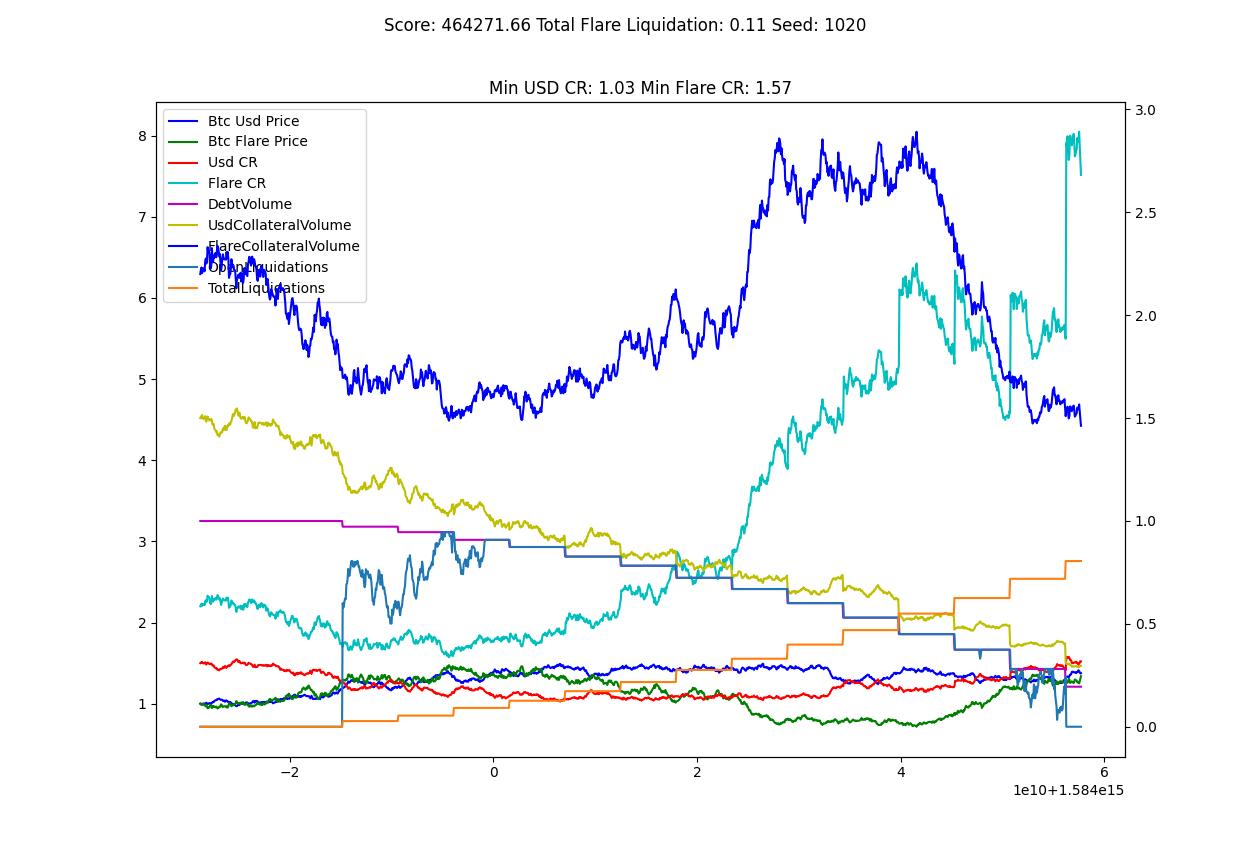 Score: 464271.66 Total Flare Liquidation: 0.11 Seed: 1020
Min USD CR: 1.03 Min Flare CR: 1.57
Btc Usd Price
Btc Flare Price
Usd CR
Flare CR
DebtVolume
UsdCollateralVolume
FlareCollateralVolume
OpenLiquidations
TotalLiquidations
8
7
6
5
4
3
2
1
3.0
2.5
2.0
1.5
1.0
0.5
0.0
−2
0
2
4
6
1e10+1.584e15